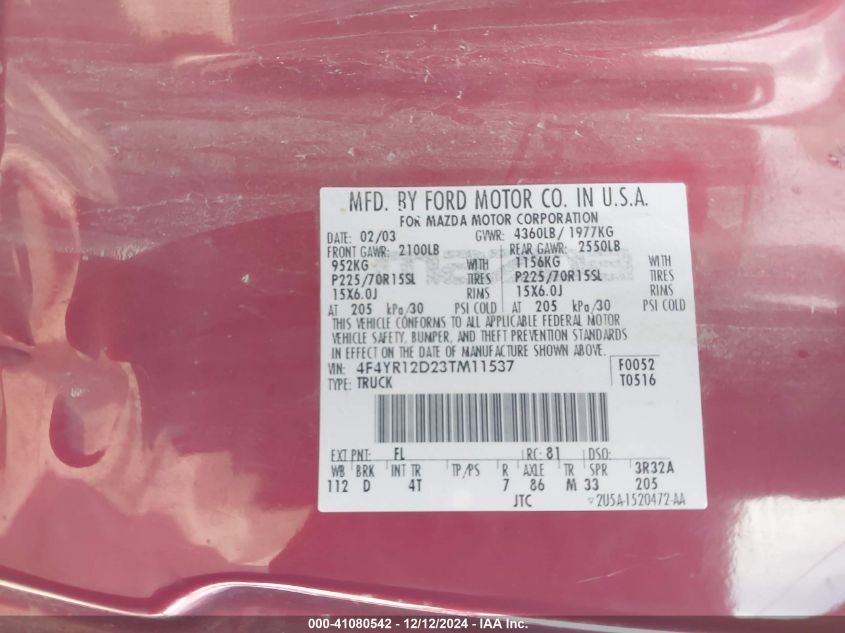 MFD. BY FORD MOTOR CO. IN U.S.A.
FOR MAZDA MOTOR CORPORATION
DATE: 02/03 GVWR: 4360LB/1977KG
FRONT GAWR: 2100LB REAR GAWR: 2550LB
952KG WITH 1156KG WITH
P225/70R15SL TIRES P225/70R15SL TIRES
15X6.0J RIMS 15X6.0J RIMS
AT 205 kPa/30 PSI COLD AT 205 kPa/30 PSI COLD
THIS VEHICLE CONFORMS TO ALL APPLICABLE FEDERAL MOTOR
VEHICLE SAFETY, BUMPER, AND THEFT PREVENTION STANDARDS
IN EFFECT ON THE DATE OF MANUFACTURE SHOWN ABOVE.
VIN: 4F4YR12D23TM11537 F0052
TYPE: TRUCK T0516
EXT PNT: FL RC: 81 DSO:
WB BRK INT TR TP/PS R AXLE TR SPR 3R32A
112 D 4T 7 86 M 33 205
JTC 2U5A-1520472-AA
000-41080542 - 12/12/2024 - IAA Inc.